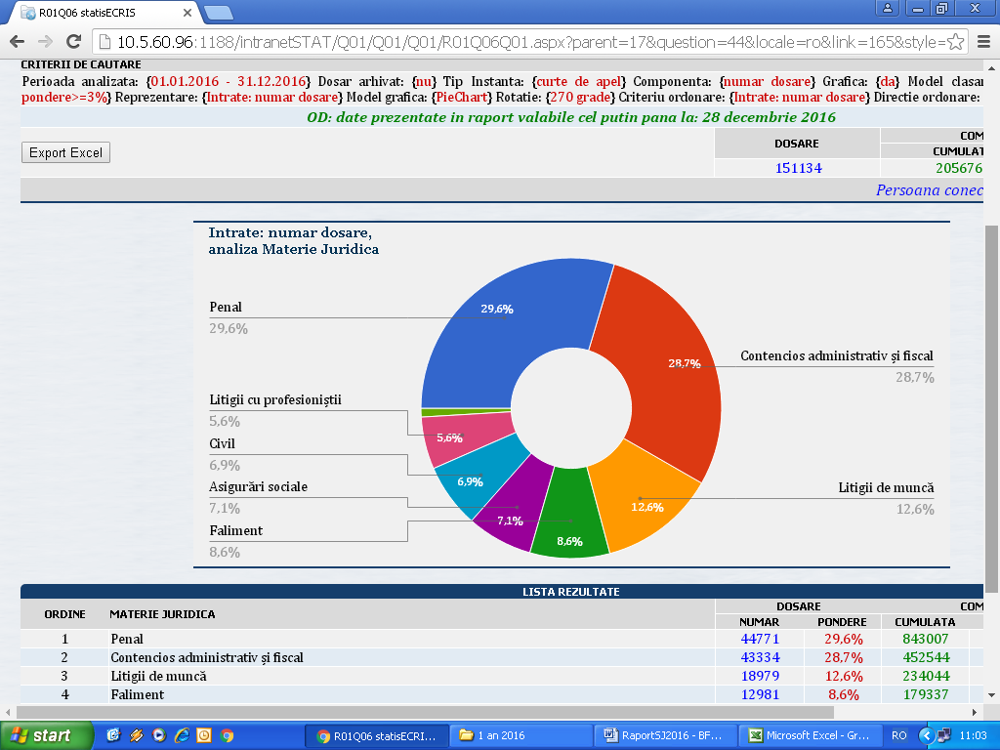 R01Q06 statisECRIS
10.5.60.96:1188/intranetSTAT/Q01/Q01/Q01/R01Q06Q01.aspx?parent=17&question=44&locale=ro&link=165&style=
CRITERII DE CAUTARE
Perioada analizata: {01.01.2016 - 31.12.2016} Dosar arhivat: {nu} Tip Instanta: {curte de apel} Componenta: {numar dosare} Grafica: {da} Model clasar
pondere>=3%} Reprezentare: {Intrate: numar dosare} Model grafica: {PieChart} Rotatie: {270 grade} Criteriu ordonare: {Intrate: numar dosare} Directie ordonare:
OD: date prezentate in raport valabile cel putin pana la: 28 decembrie 2016
Export Excel
DOSARE
COM
CUMULAT
151134
205676
Persoana conec
Intrate: numar dosare,
analiza Materie Juridica
Penal
29,6%
29,6%
Contencios administrativ și fiscal
28,7%
28,7%
Litigii cu profesioniștii
5,6%
5,6%
Civil
6,9%
6,9%
Asigurări sociale
7,1%
7,1%
Faliment
8,6%
8,6%
Litigii de muncă
12,6%
12,6%
LISTA REZULTATE
ORDINE MATERIE JURIDICA DOSARE COM
NUMAR PONDERE CUMULATA
1 Penal 44771 29,6% 843007
2 Contencios administrativ și fiscal 43334 28,7% 452544
3 Litigii de muncă 18979 12,6% 234044
4 Faliment 12981 8,6% 179337
start R01Q06 statisECRI... 1 an 2016 RaportSJ2016 - BF... Microsoft Excel - Gr... RO 11:03